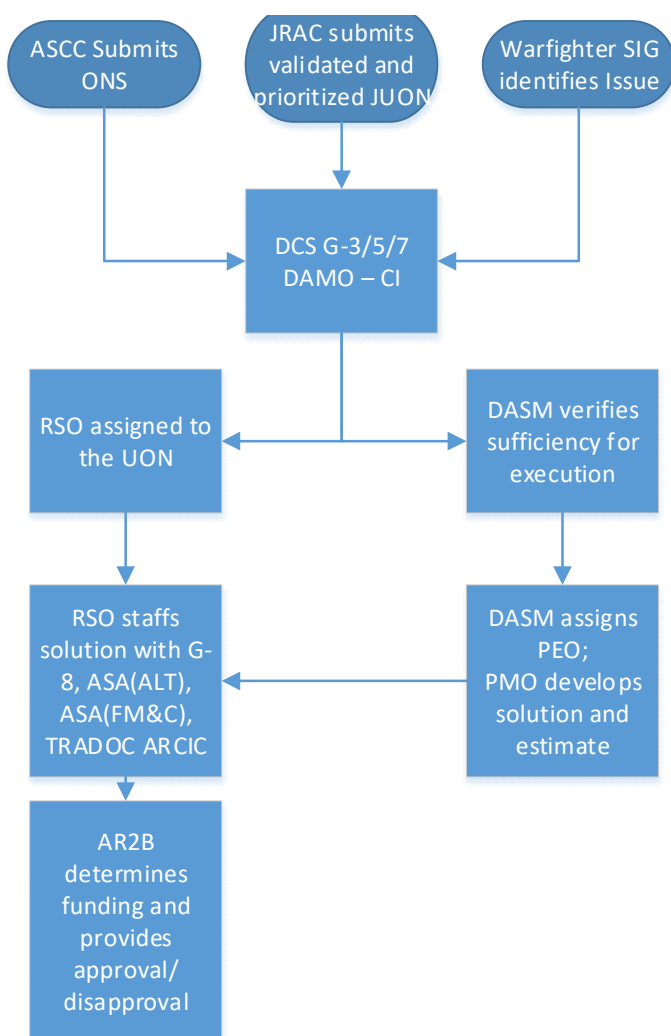 ASCC Submits
ONS
JRAC submits
validated and
prioritized JUON
Warfighter SIG
identifies Issue
DCS G-3/5/7
DAMO – CI
RSO assigned to
the UON
DASM verifies
sufficiency for
execution
RSO staffs
solution with G-
8, ASA(ALT),
ASA(FM&C),
TRADOC ARCIC
DASM assigns
PEO;
PMO develops
solution and
estimate
AR2B
determines
funding and
provides
approval/
disapproval